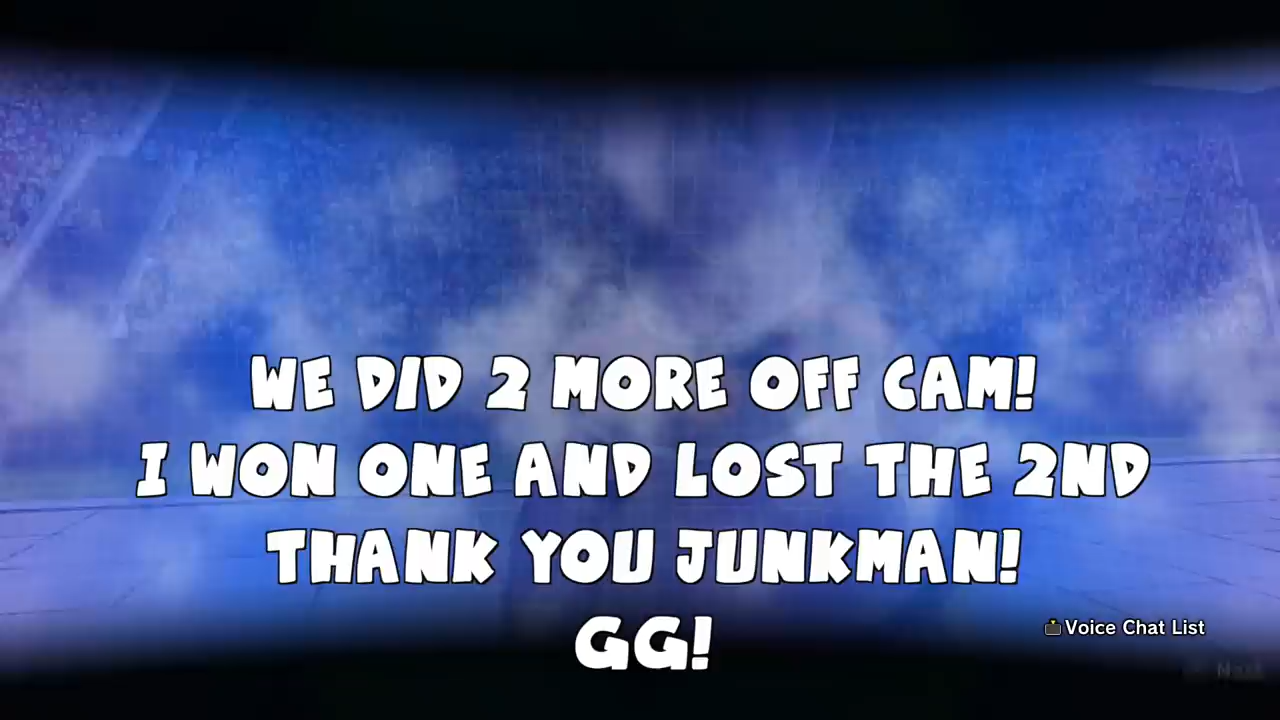 WE DID 2 MORE OFF CAM!
I WON ONE AND LOST THE 2ND
THANK YOU JUNKMAN!
GG!
Voice Chat List